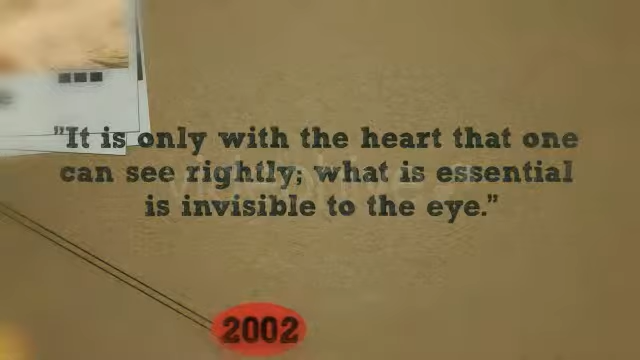 "It is only with the heart that one
can see rightly; what is essential
is invisible to the eye."
2002